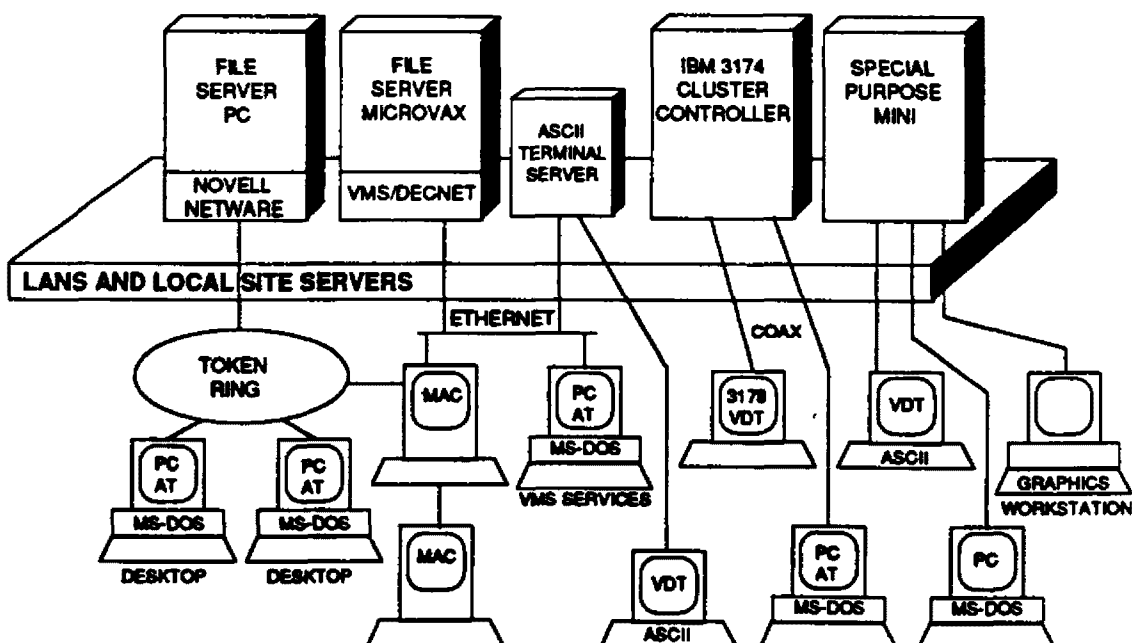 FILE
SERVER
PC
NOVELL
NETWARE
FILE
SERVER
MICROVAX
VMS/DECNET
ASCII
TERMINAL
SERVER
IBM 3174
CLUSTER
CONTROLLER
SPECIAL
PURPOSE
MINI
LANS AND LOCAL SITE SERVERS
ETHERNET
COAX
TOKEN
RING
MAC
PC
AT
MS-DOS
VMS SERVICES
3178
VDT
VDT
ASCII
GRAPHICS
WORKSTATION
PC
AT
MS-DOS
DESKTOP
PC
AT
MS-DOS
DESKTOP
MAC
VDT
ASCII
PC
AT
MS-DOS
PC
MS-DOS